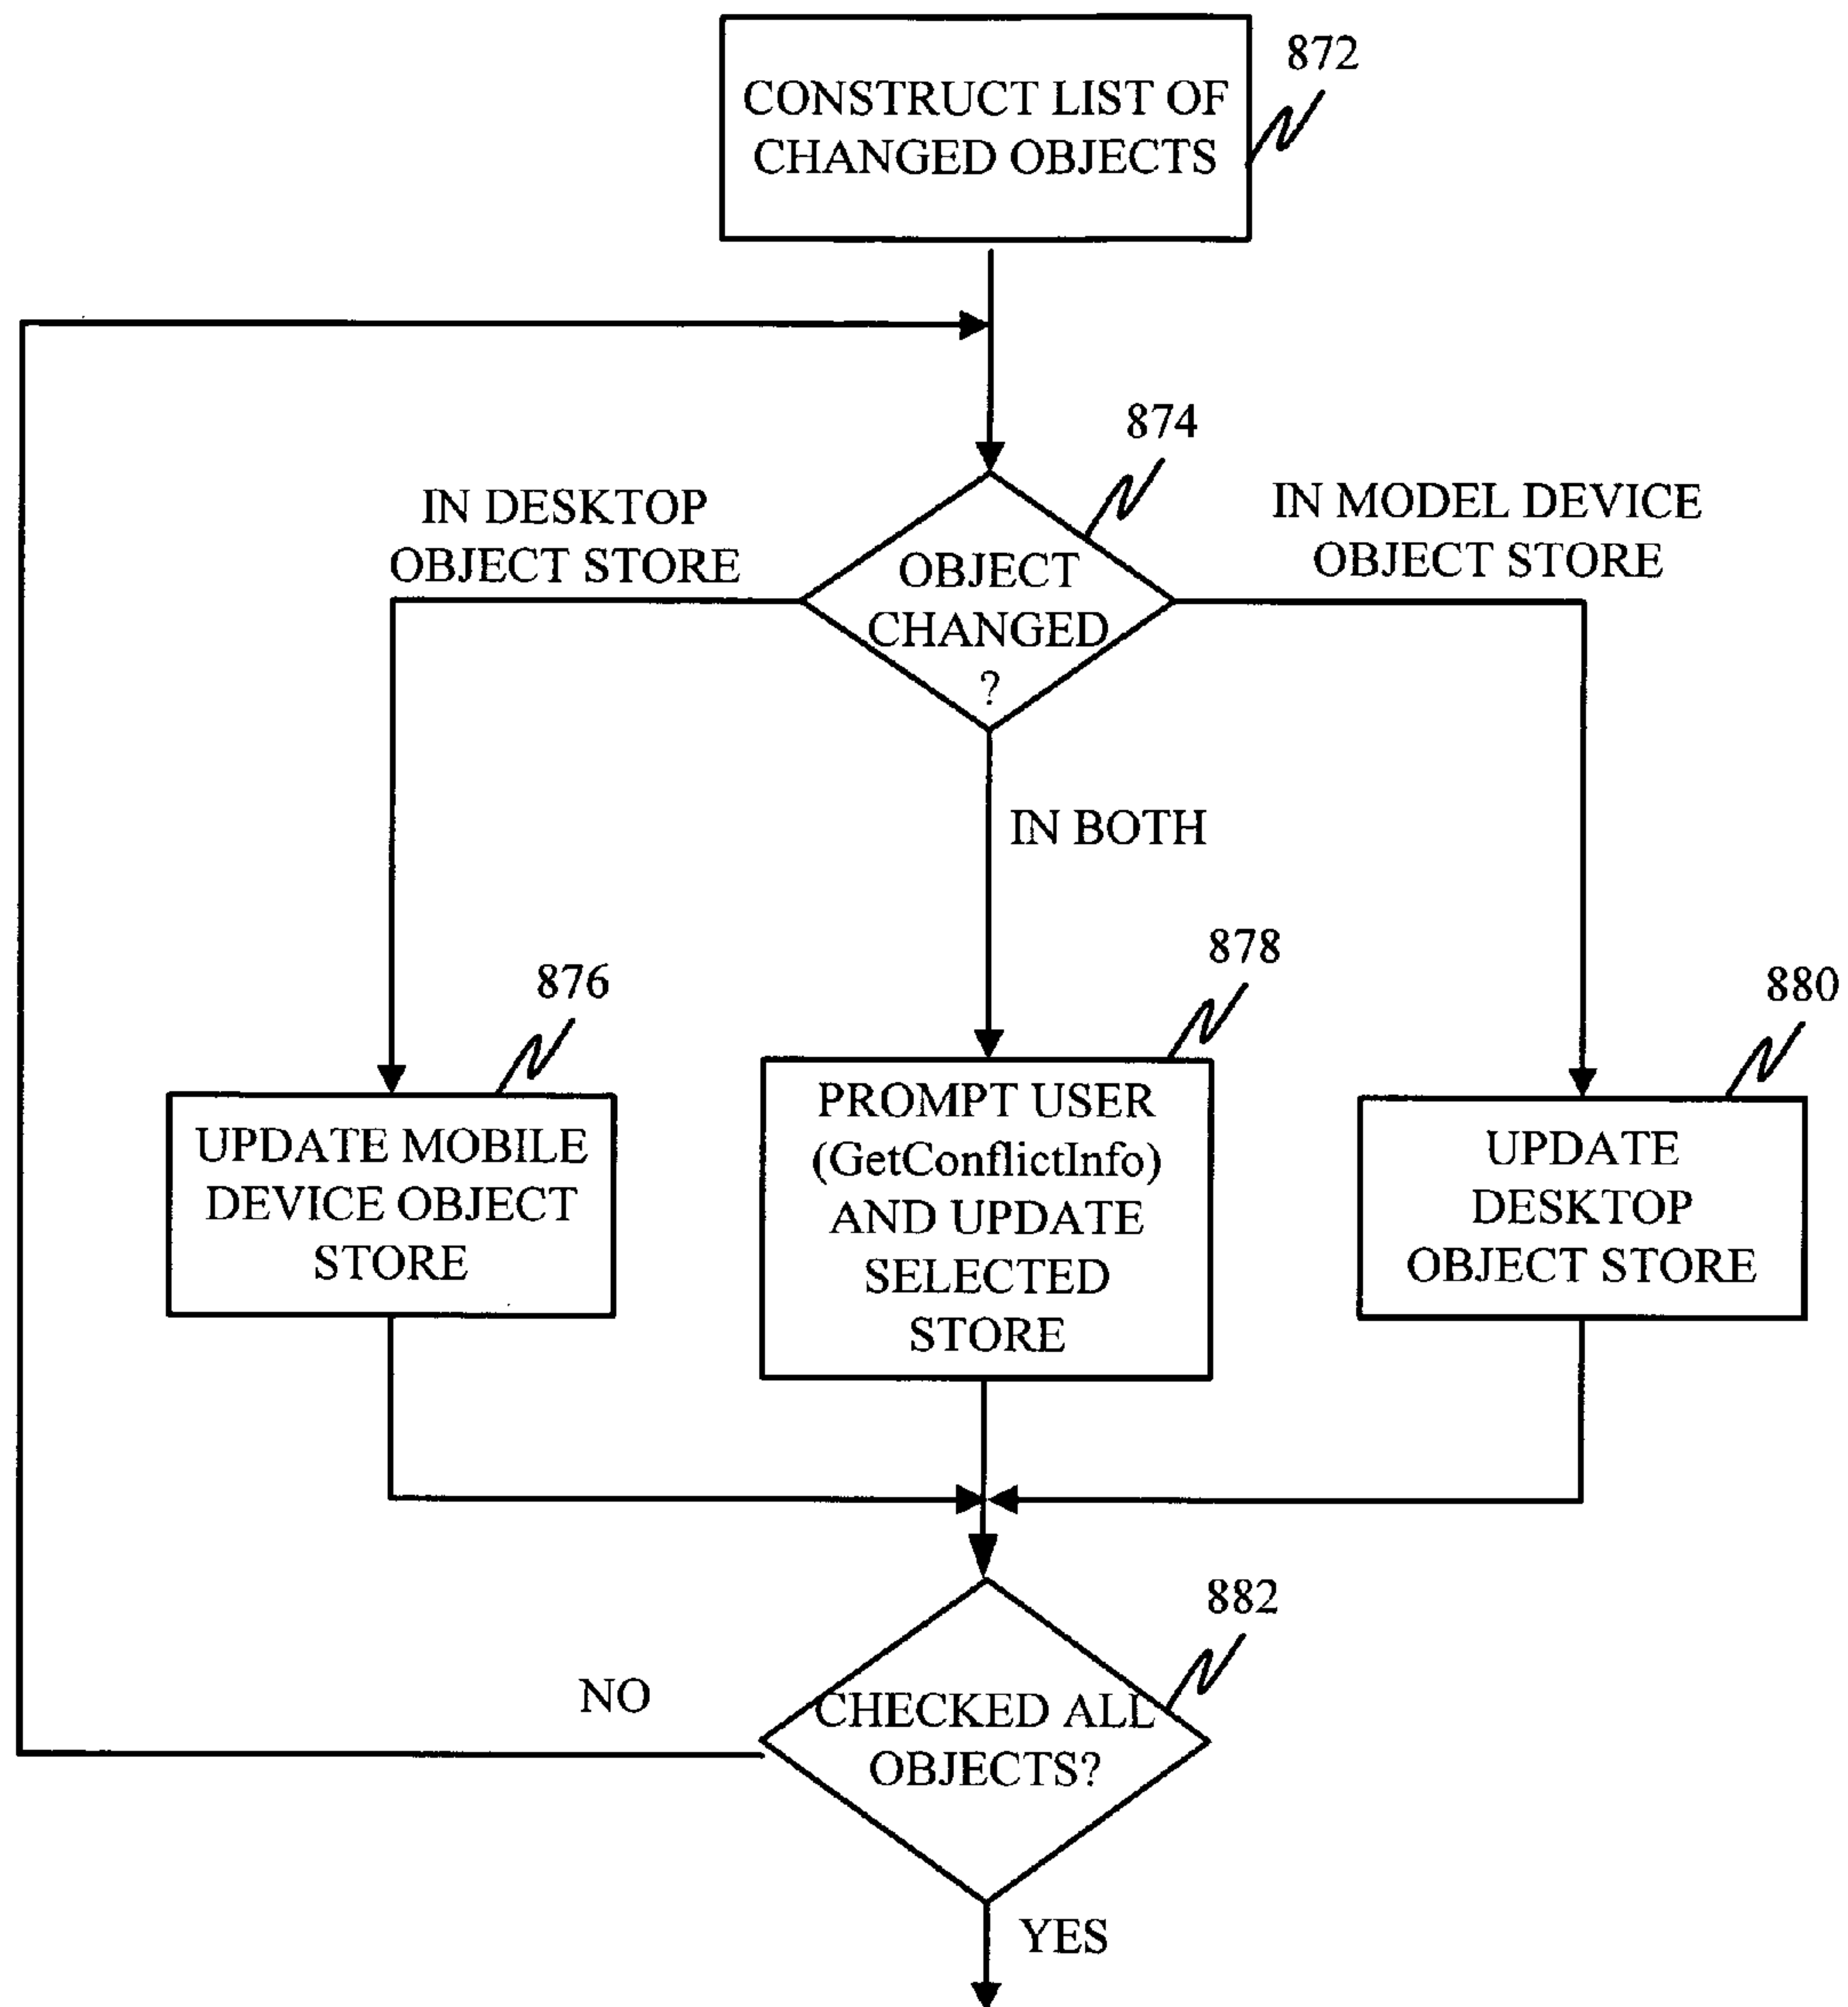 CONSTRUCT LIST OF
CHANGED OBJECTS
872
874
IN DESKTOP
OBJECT STORE
OBJECT
CHANGED
?
IN MODEL DEVICE
OBJECT STORE
IN BOTH
876
UPDATE MOBILE
DEVICE OBJECT
STORE
878
PROMPT USER
(GetConflictInfo)
AND UPDATE
SELECTED
STORE
880
UPDATE
DESKTOP
OBJECT STORE
882
CHECKED ALL
OBJECTS?
NO
YES